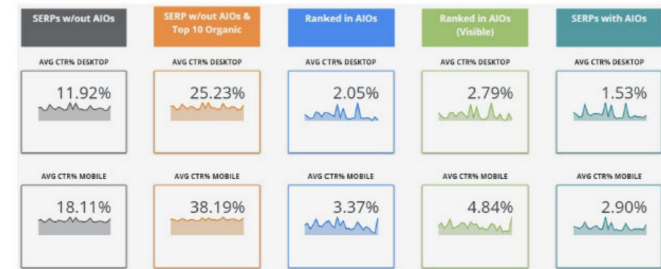 SERPs w/out AIOs
SERP w/out AIOs &
Top 10 Organic
Ranked in AIOs
Ranked in AIOs
(Visible)
SERPs with AIOs
AVG CTR% DESKTOP
AVG CTR% DESKTOP
AVG CTR% DESKTOP
AVG CTR% DESKTOP
AVG CTR% DESKTOP
11.92%
25.23%
2.05%
2.79%
1.53%
AVG CTR% MOBILE
AVG CTR% MOBILE
AVG CTR% MOBILE
AVG CTR% MOBILE
AVG CTR% MOBILE
18.11%
38.19%
3.37%
4.84%
2.90%